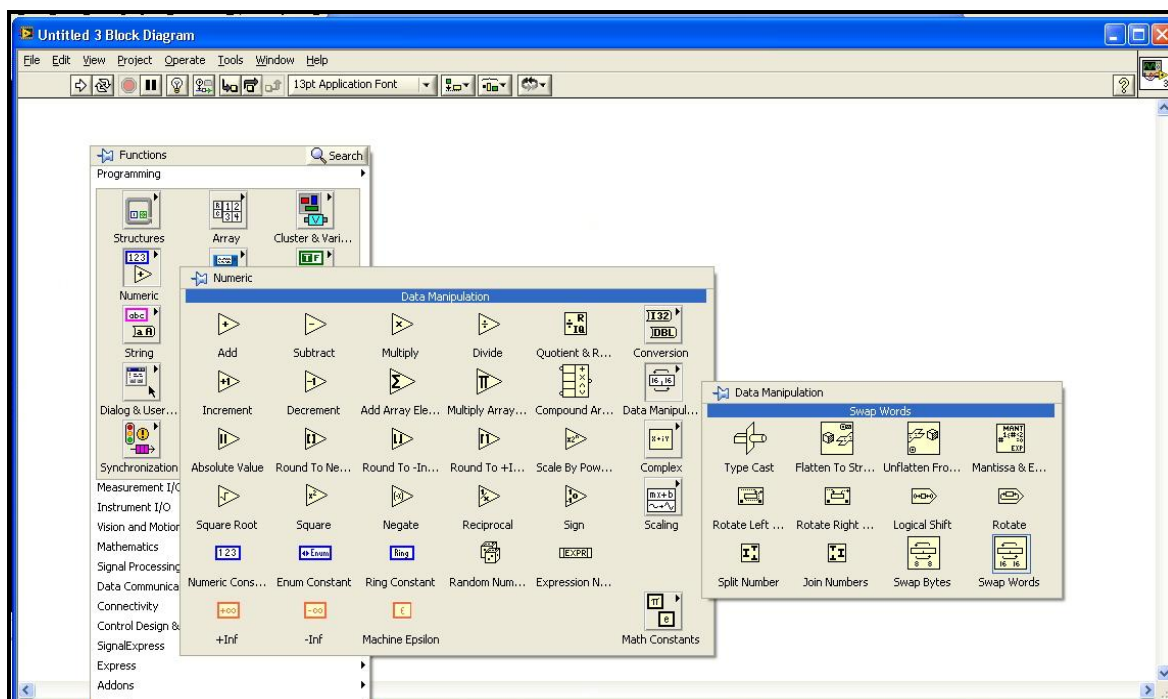 Untitled 3 Block Diagram
File Edit View Project Operate Tools Window Help
13pt Application Font
3
Functions Search
Programming
Structures Array Cluster & Vari...
Numeric
String
Dialog & User...
Synchronization
Measurement I/O
Instrument I/O
Vision and Motion
Mathematics
Signal Processing
Data Communica
Connectivity
Control Design &
SignalExpress
Express
Addons
Numeric
Data Manipulation
Add Subtract Multiply Divide Quotient & R... Conversion
Increment Decrement Add Array Ele... Multiply Array... Compound Ar... Data Manipul...
Absolute Value Round To Ne... Round To -In... Round To +I... Scale By Pow... Complex
Square Root Square Negate Reciprocal Sign Scaling
Numeric Cons... Enum Constant Ring Constant Random Num... Expression N...
+Inf -Inf Machine Epsilon Math Constants
Data Manipulation
Swap Words
Type Cast Flatten To Str... Unflatten Fro... Mantissa & E...
Rotate Left ... Rotate Right ... Logical Shift Rotate
Split Number Join Numbers Swap Bytes Swap Words